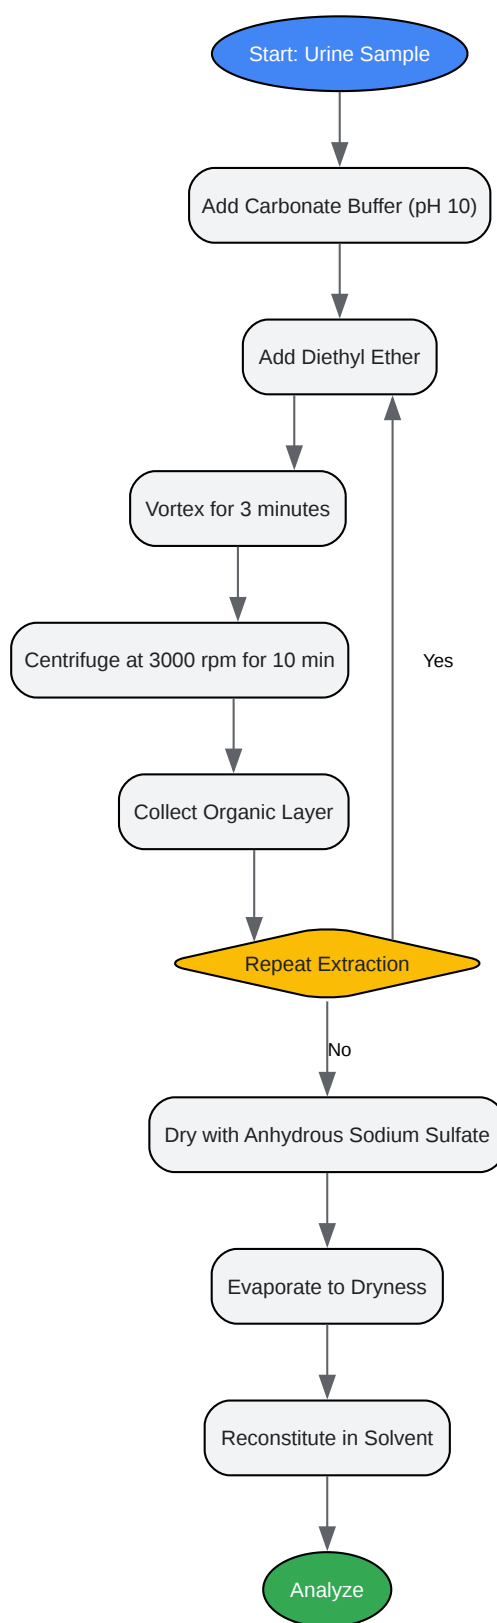 Start: Urine Sample
Add Carbonate Buffer (pH 10)
Add Diethyl Ether
Vortex for 3 minutes
Centrifuge at 3000 rpm for 10 min
Yes
Collect Organic Layer
Repeat Extraction
No
Dry with Anhydrous Sodium Sulfate
Evaporate to Dryness
Reconstitute in Solvent
Analyze